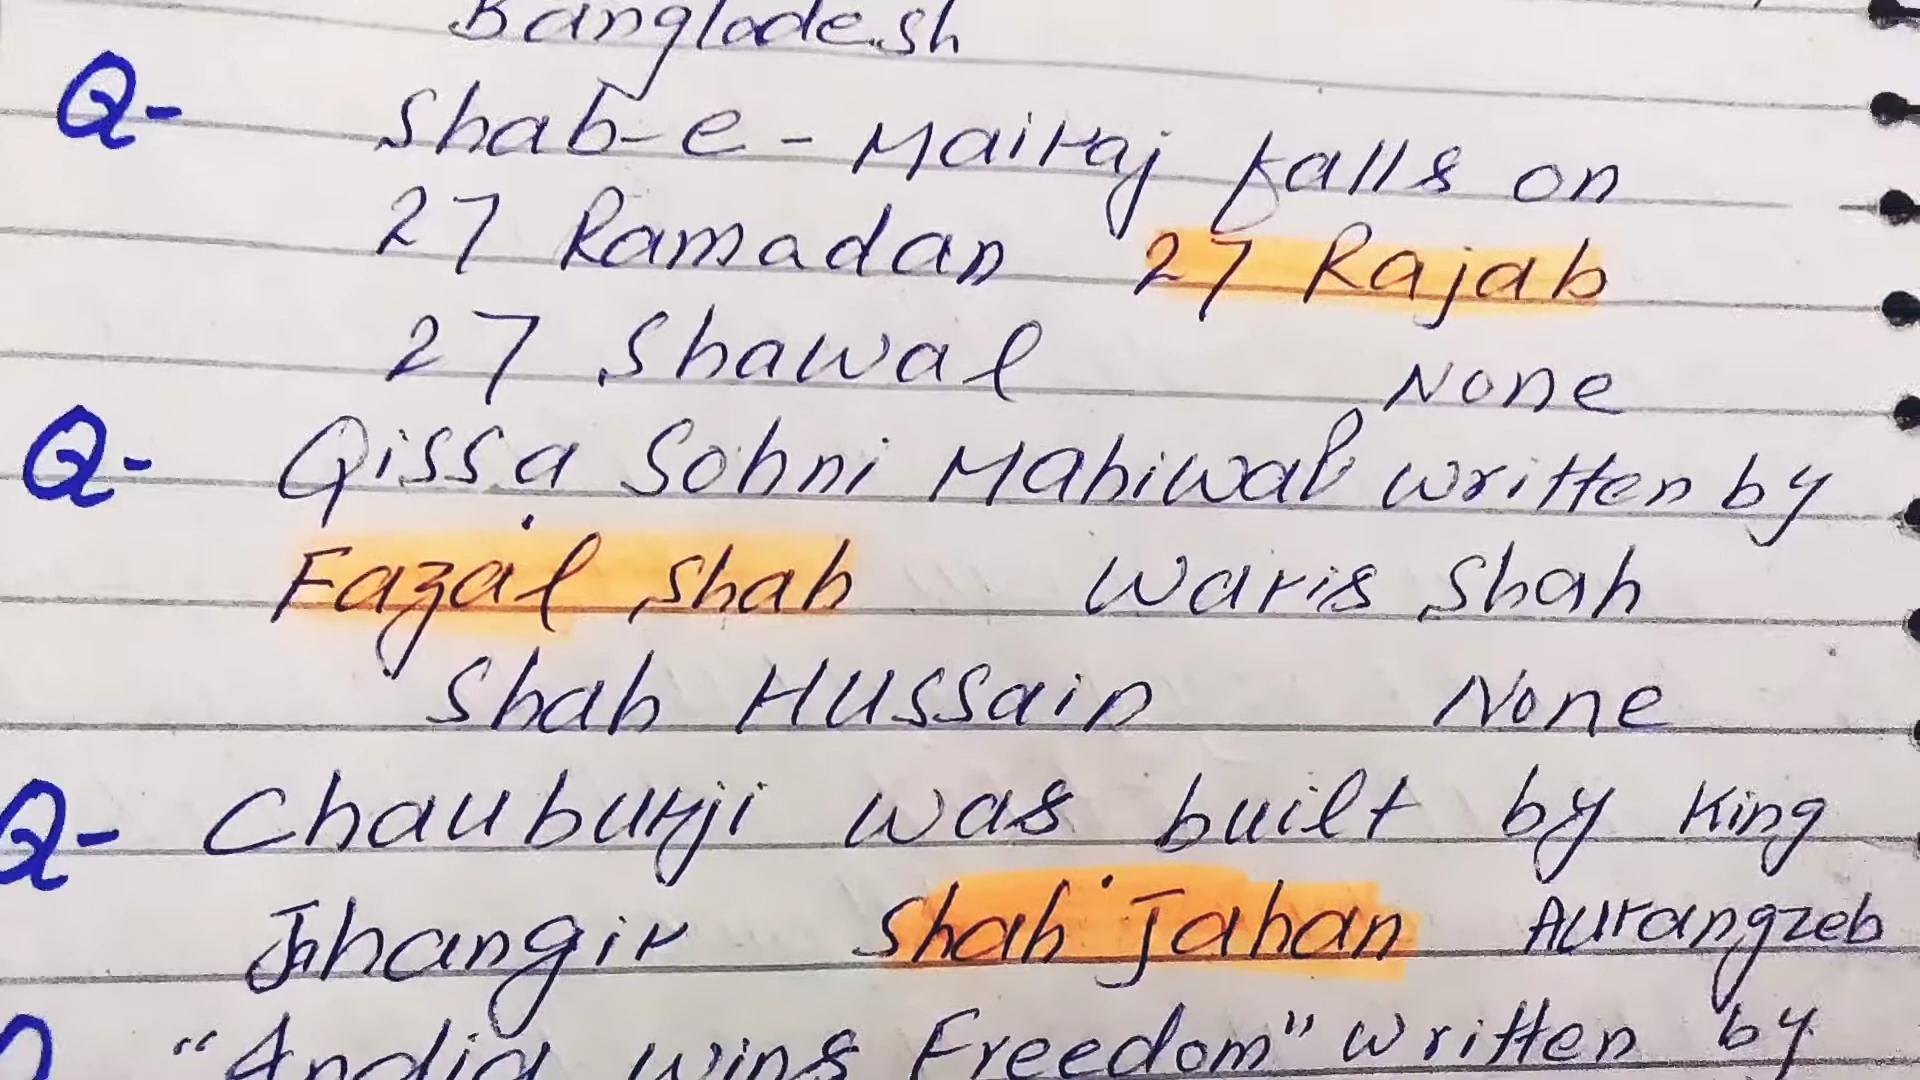 Bangladesh
Q- Shab-e-Mairaj falls on
27 Ramadan 27 Rajab
27 Shawal None
Q- Qissa Sohni Mahiwal written by
Fazal Shah Waris Shah
Shah Hussain None
Q- Chauburji was built by King
Jhangir Shah Jahan Aurangzeb
"India wins Freedom" written by